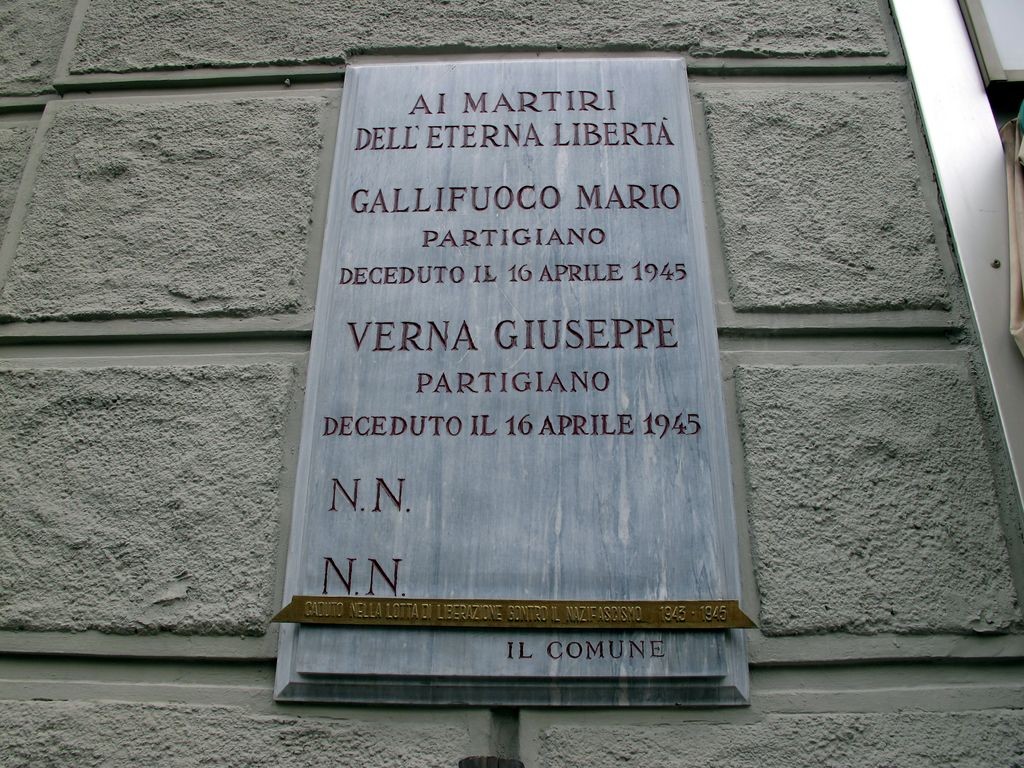 AI MARTIRI
DELL'ETERNA LIBERTÀ
GALLIFUOCO MARIO
PARTIGIANO
DECEDUTO IL 16 APRILE 1945
VERNA GIUSEPPE
PARTIGIANO
DECEDUTO IL 16 APRILE 1945
N.N.
N.N.
CADUTO NELLA LOTTA DI LIBERAZIONE CONTRO IL NAZIFASCISMO 1943-1945
IL COMUNE